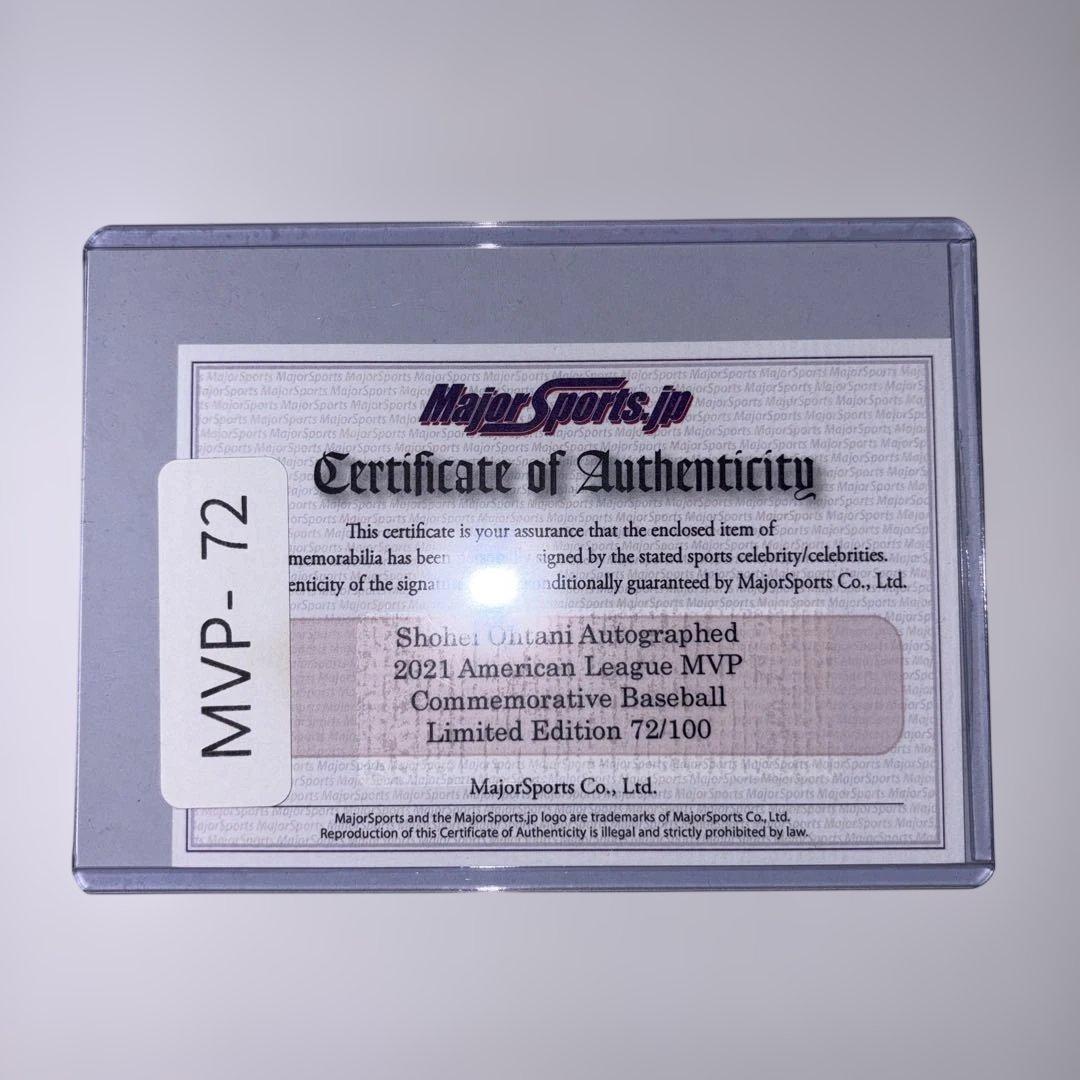 MajorSports.jp
Certificate of Authenticity
This certificate is your assurance that the enclosed item of
memorabilia has been signed by the stated sports celebrity/celebrities.
enticity of the signat nditionally guaranteed by MajorSports Co., Ltd.
Shohei Ohtani Autographed
2021 American League MVP
Commemorative Baseball
Limited Edition 72/100
MajorSports Co., Ltd.
MajorSports and the MajorSports.jp logo are trademarks of MajorSports Co., Ltd.
Reproduction of this Certificate of Authenticity is illegal and strictly prohibited by law.
MVP- 72